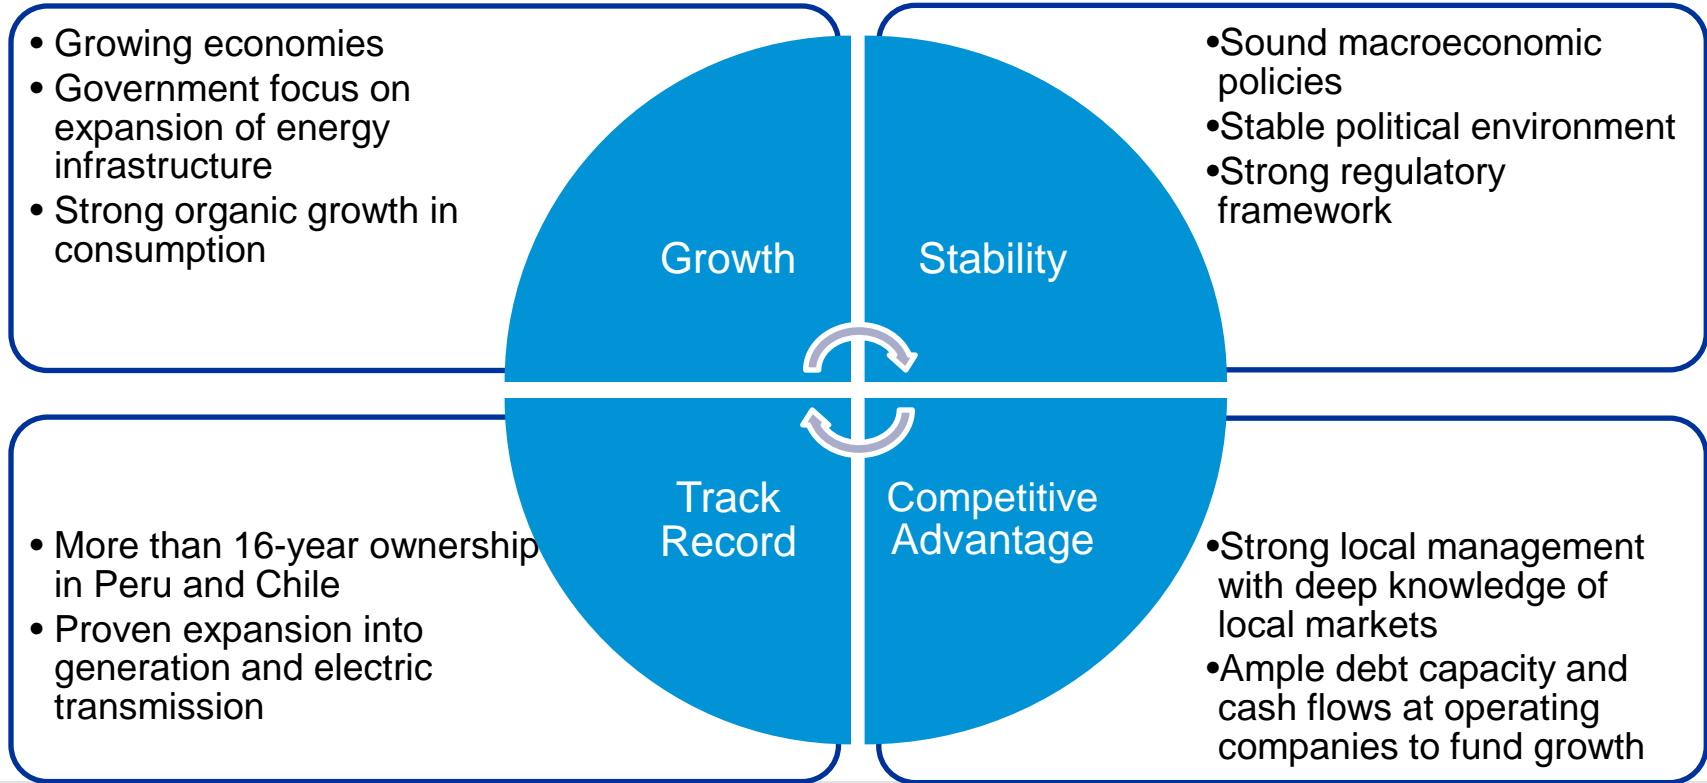 • Growing economies
• Government focus on
expansion of energy
infrastructure
• Strong organic growth in
consumption
Growth
Stability
•Sound macroeconomic
policies
•Stable political environment
•Strong regulatory
framework
• More than 16-year ownership
in Peru and Chile
• Proven expansion into
generation and electric
transmission
Track
Record
Competitive
Advantage
•Strong local management
with deep knowledge of
local markets
•Ample debt capacity and
cash flows at operating
companies to fund growth